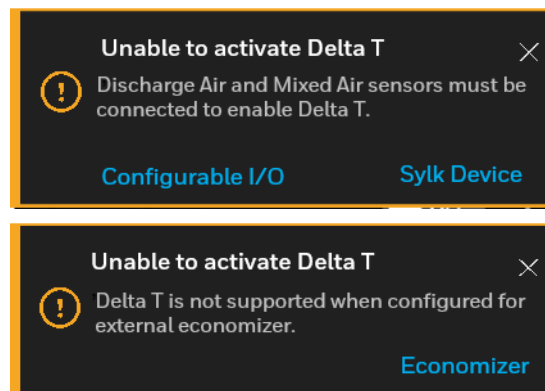 Unable to activate Delta T
Discharge Air and Mixed Air sensors must be
connected to enable Delta T.
Configurable I/O Sylk Device
Unable to activate Delta T
Delta T is not supported when configured for
external economizer.
Economizer